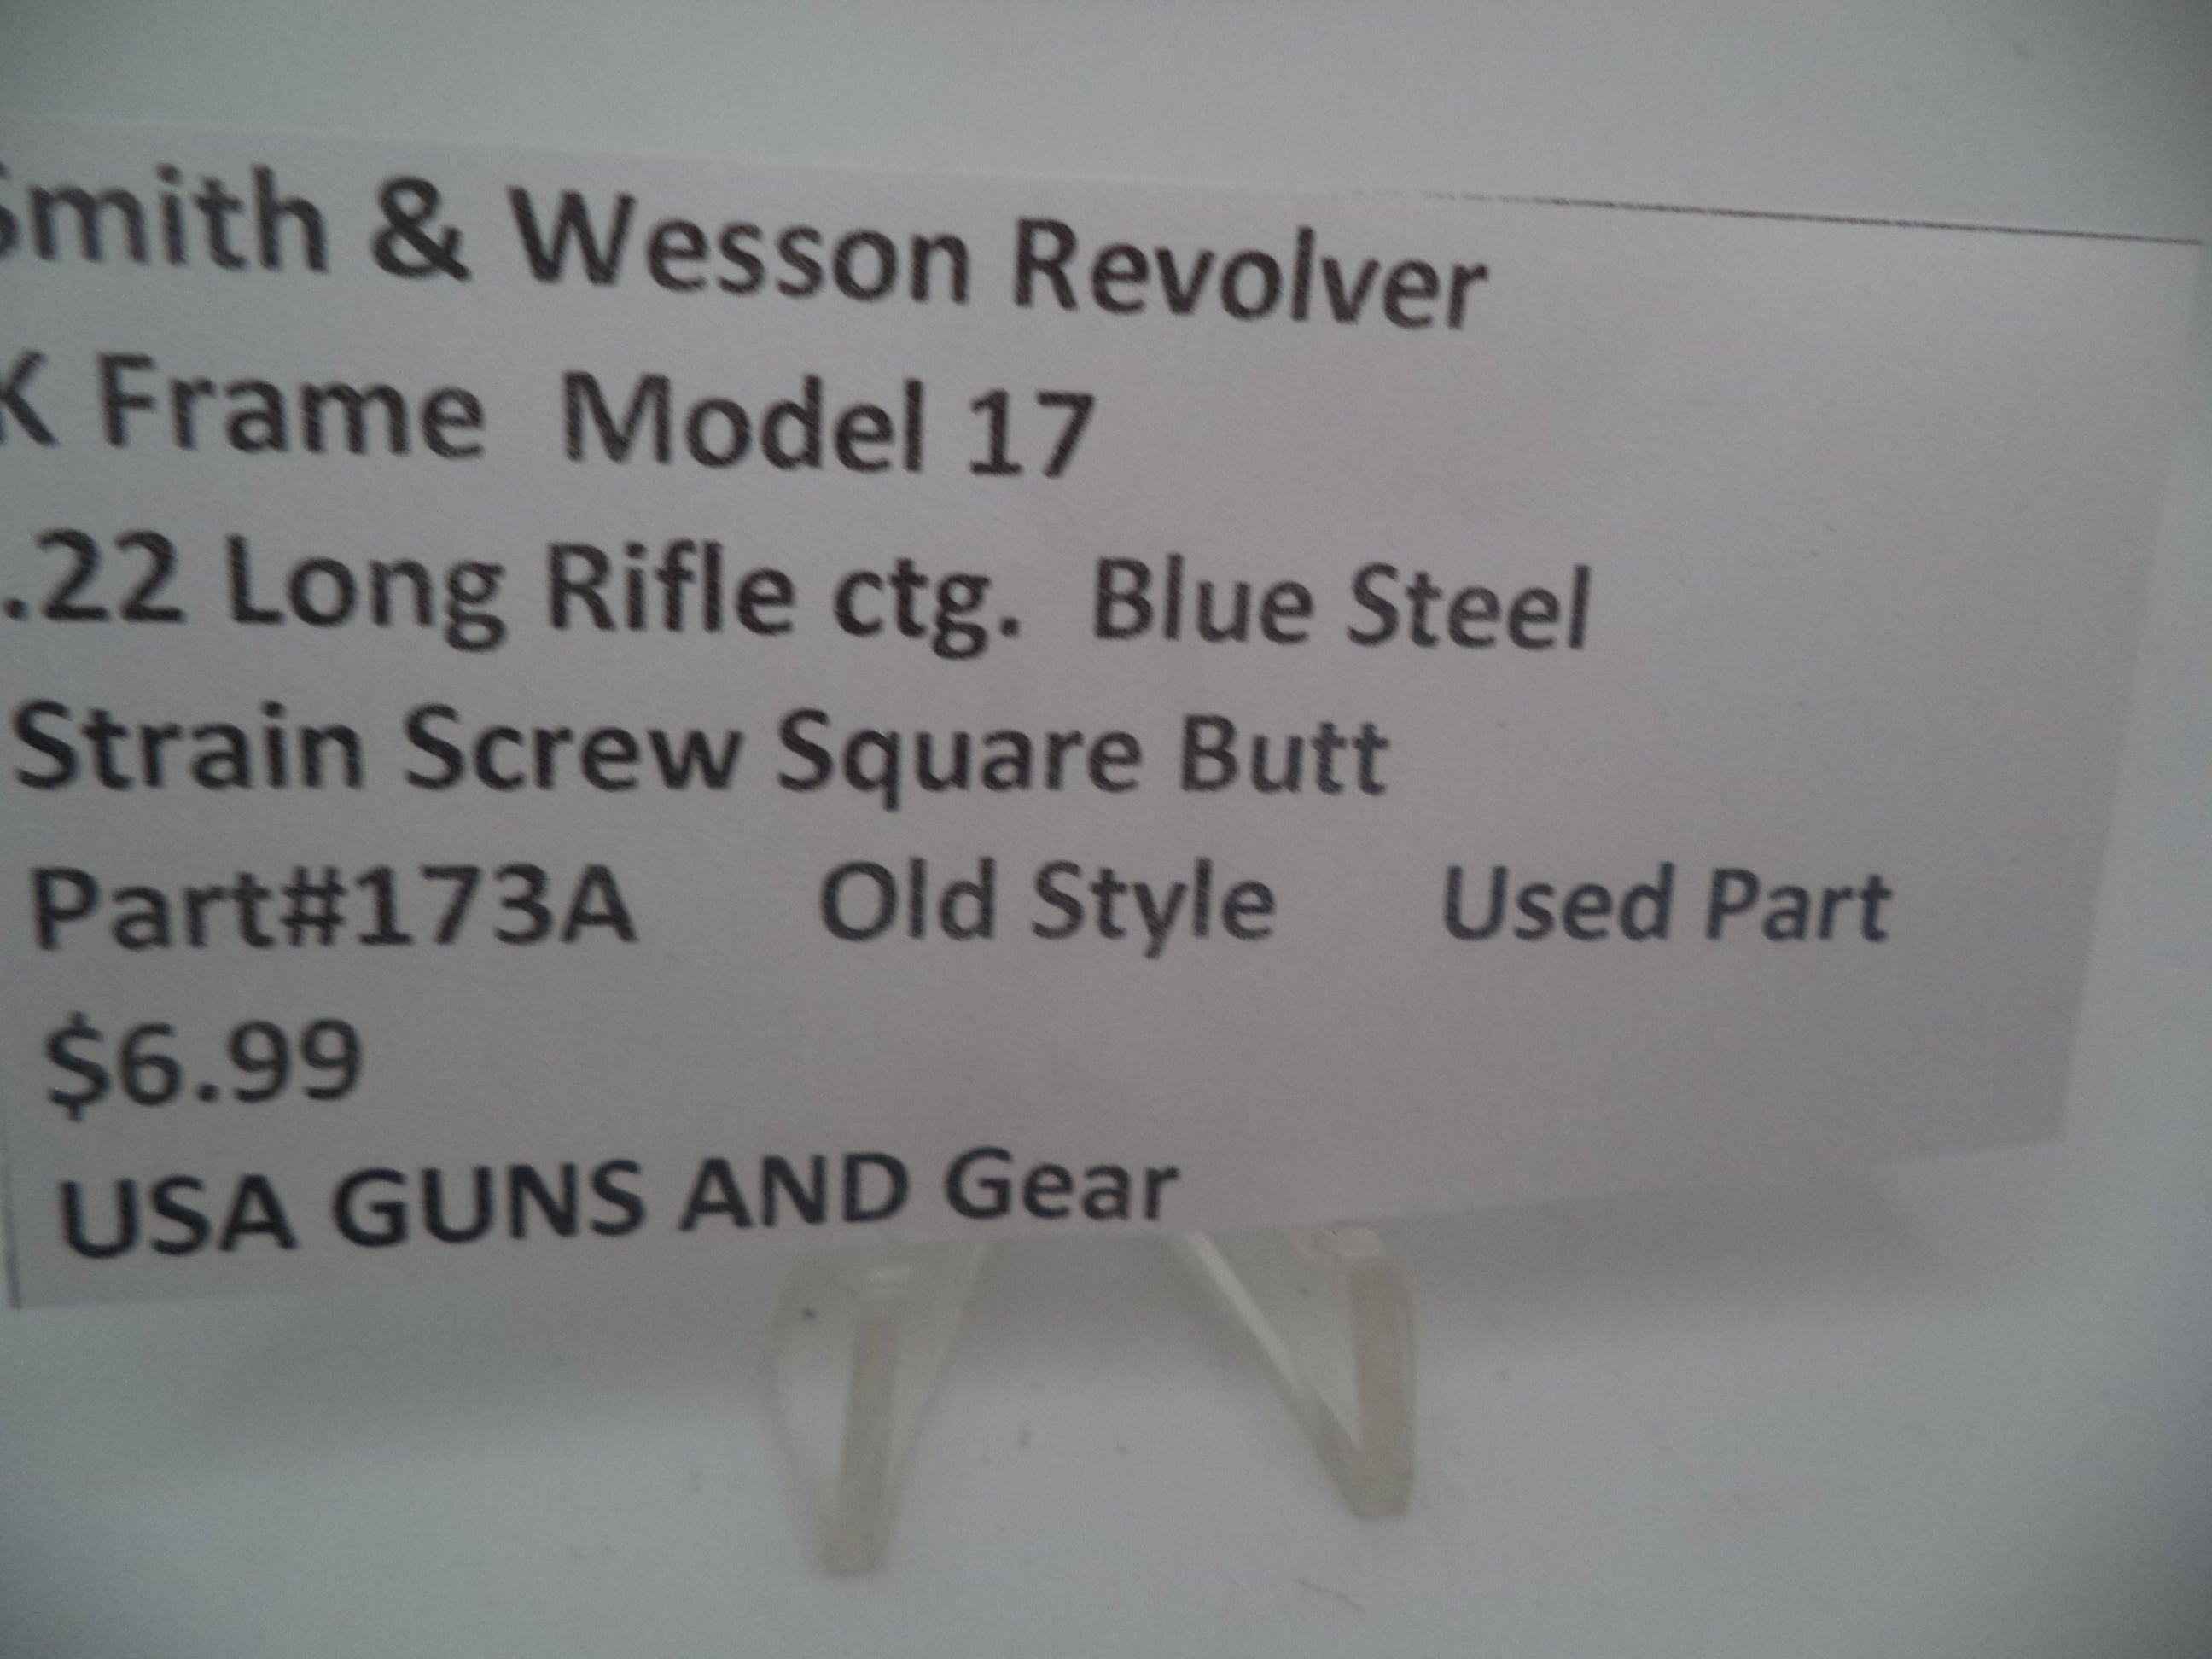 Smith & Wesson Revolver
K Frame  Model 17
.22 Long Rifle ctg.  Blue Steel
Strain Screw Square Butt
Part#173A  Old Style  Used Part
$6.99
USA GUNS AND Gear